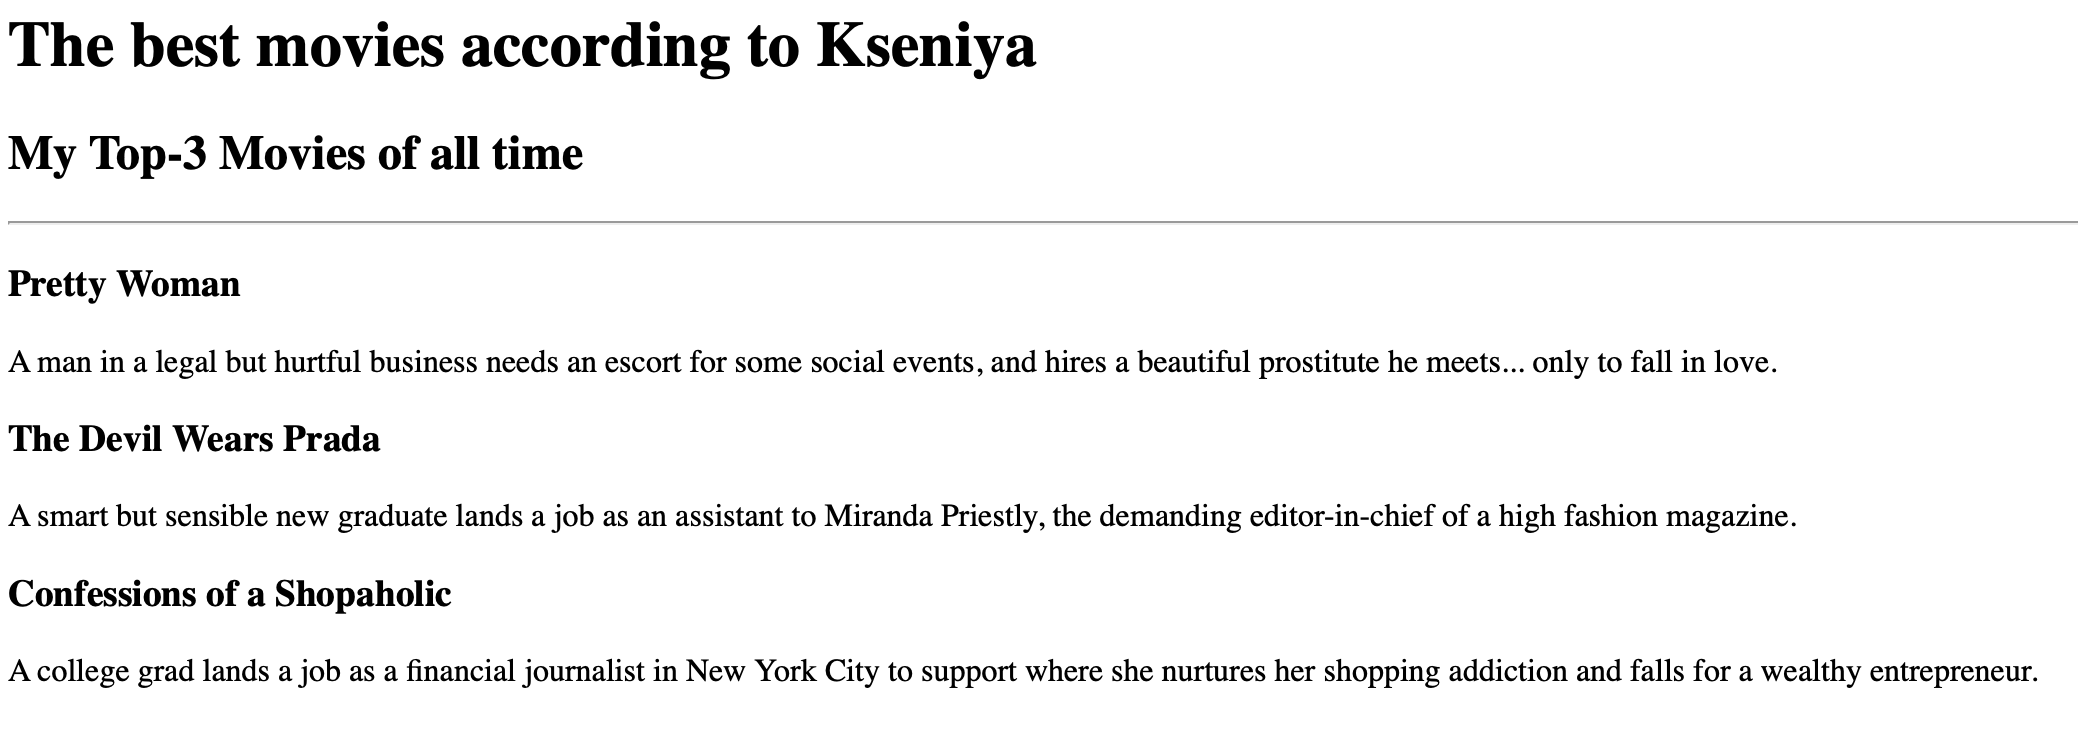 The best movies according to Kseniya
My Top-3 Movies of all time
Pretty Woman
A man in a legal but hurtful business needs an escort for some social events, and hires a beautiful prostitute he meets... only to fall in love.
The Devil Wears Prada
A smart but sensible new graduate lands a job as an assistant to Miranda Priestly, the demanding editor-in-chief of a high fashion magazine.
Confessions of a Shopaholic
A college grad lands a job as a financial journalist in New York City to support where she nurtures her shopping addiction and falls for a wealthy entrepreneur.